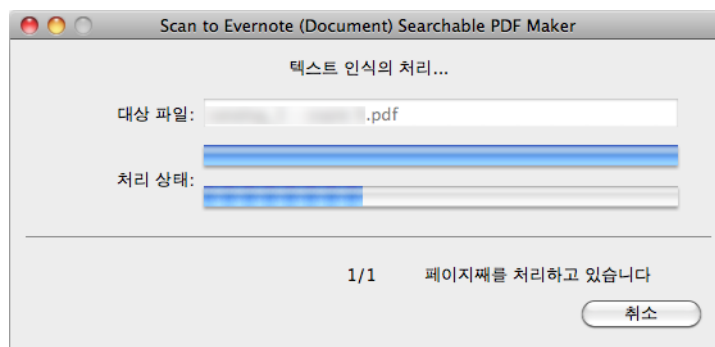 Scan to Evernote (Document) Searchable PDF Maker
텍스트 인식의 처리...
대상 파일: .pdf
처리 상태:
1/1 페이지째를 처리하고 있습니다
취소